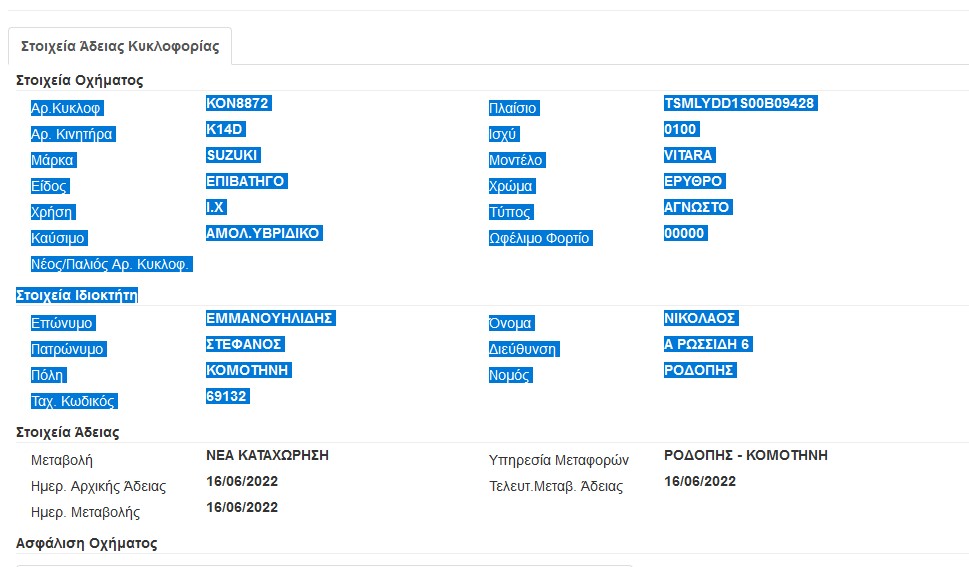 Στοιχεία Άδειας Κυκλοφορίας
Στοιχεία Οχήματος
Αρ.Κυκλοφ ΚΟΝ8872 Πλαίσιο TSMLYDD1S00B09428
Αρ. Κινητήρα K14D Ισχύ 0100
Μάρκα SUZUKI Μοντέλο VITARA
Είδος ΕΠΙΒΑΤΗΓΟ Χρώμα ΕΡΥΘΡΟ
Χρήση Ι.Χ Τύπος ΑΓΝΩΣΤΟ
Καύσιμο ΑΜΟΛ.ΥΒΡΙΔΙΚΟ Ωφέλιμο Φορτίο 00000
Νέος/Παλιός Αρ. Κυκλοφ.
Στοιχεία Ιδιοκτήτη
Επώνυμο ΕΜΜΑΝΟΥΗΛΙΔΗΣ Όνομα ΝΙΚΟΛΑΟΣ
Πατρώνυμο ΣΤΕΦΑΝΟΣ Διεύθυνση Α ΡΩΣΣΙΔΗ 6
Πόλη ΚΟΜΟΤΗΝΗ Νομός ΡΟΔΟΠΗΣ
Ταχ. Κωδικός 69132
Στοιχεία Άδειας
Μεταβολή ΝΕΑ ΚΑΤΑΧΩΡΗΣΗ Υπηρεσία Μεταφορών ΡΟΔΟΠΗΣ - ΚΟΜΟΤΗΝΗ
Ημερ. Αρχικής Άδειας 16/06/2022 Τελευτ.Μεταβ. Άδειας 16/06/2022
Ημερ. Μεταβολής 16/06/2022
Ασφάλιση Οχήματος